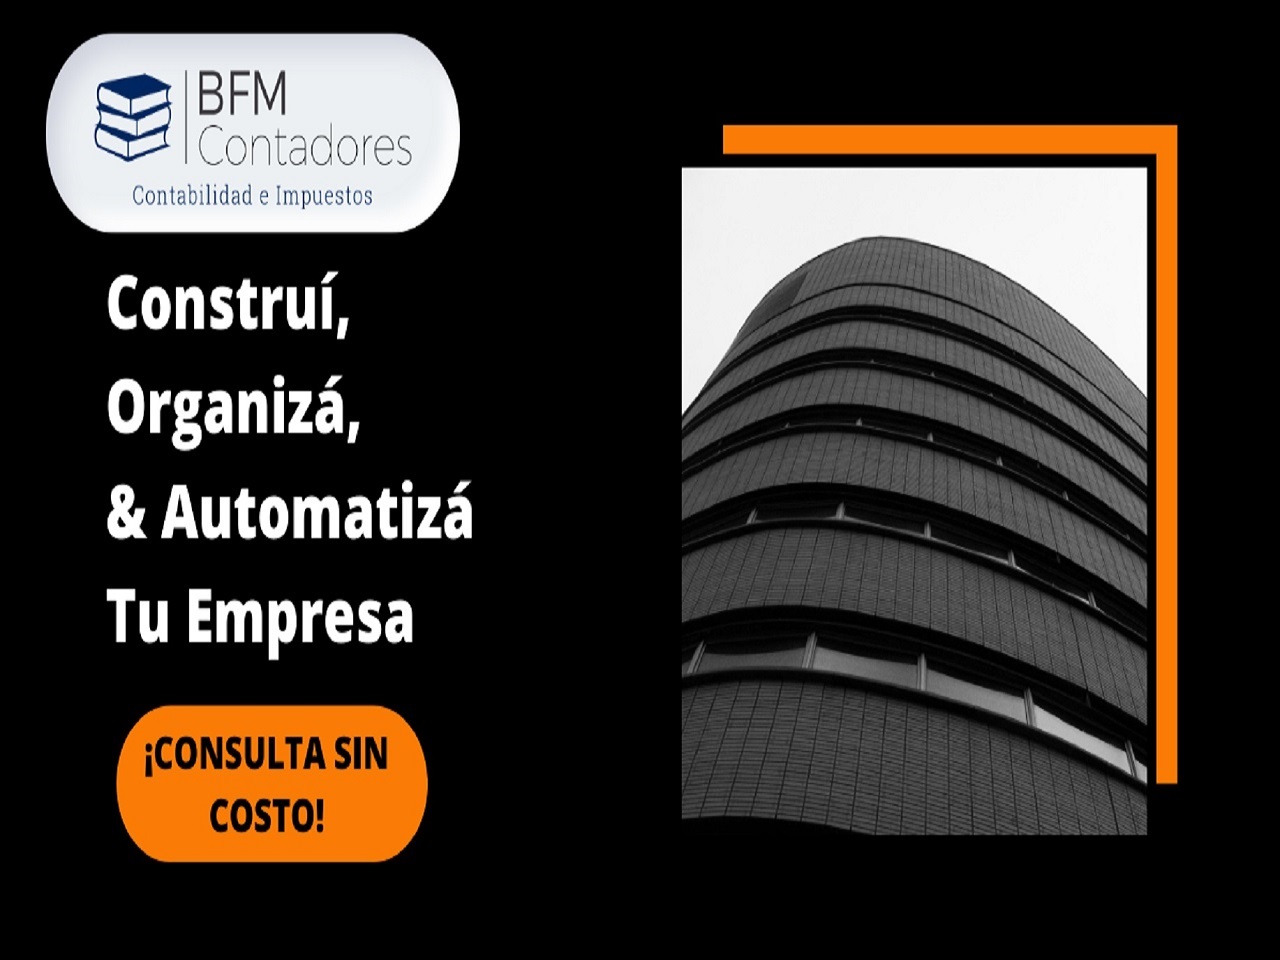 BFM
Contadores
Contabilidad e Impuestos
Construí,
Organizá,
& Automatizá
Tu Empresa
¡CONSULTA SIN
COSTO!